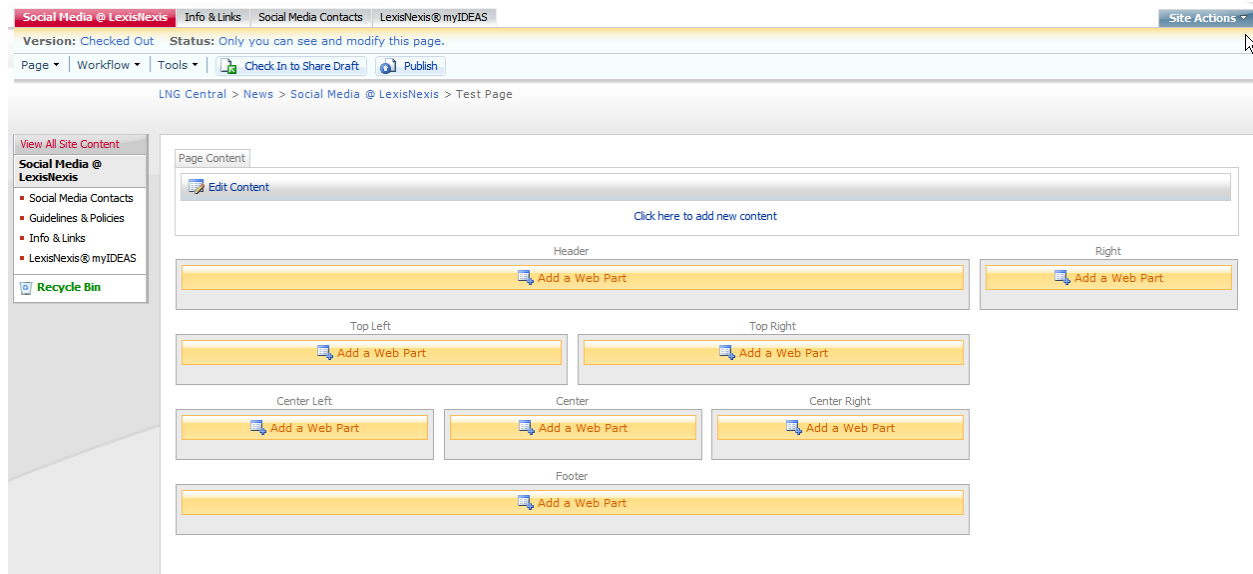 Social Media @ LexisNexis Info & Links Social Media Contacts LexisNexis® myIDEAS Site Actions
Version: Checked Out Status: Only you can see and modify this page.
Page Workflow Tools Check In to Share Draft Publish
LNG Central > News > Social Media @ LexisNexis > Test Page
View All Site Content
Social Media @
LexisNexis
Social Media Contacts
Guidelines & Policies
Info & Links
LexisNexis® myIDEAS
Recycle Bin
Page Content
Edit Content
Click here to add new content
Header Right
Add a Web Part Add a Web Part
Top Left Top Right
Add a Web Part Add a Web Part
Center Left Center Center Right
Add a Web Part Add a Web Part Add a Web Part
Footer
Add a Web Part